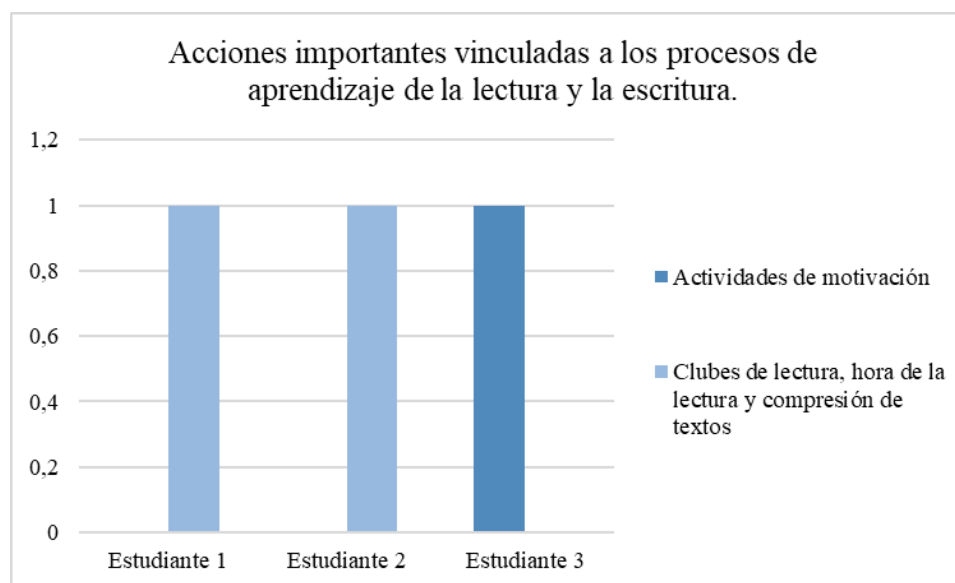 Acciones importantes vinculadas a los procesos de
aprendizaje de la lectura y la escritura.
1,2
1
0,8
0,6
0,4
0,2
0
Estudiante 1
Estudiante 2
Estudiante 3
Actividades de motivación
Clubes de lectura, hora de la
lectura y compresión de
textos